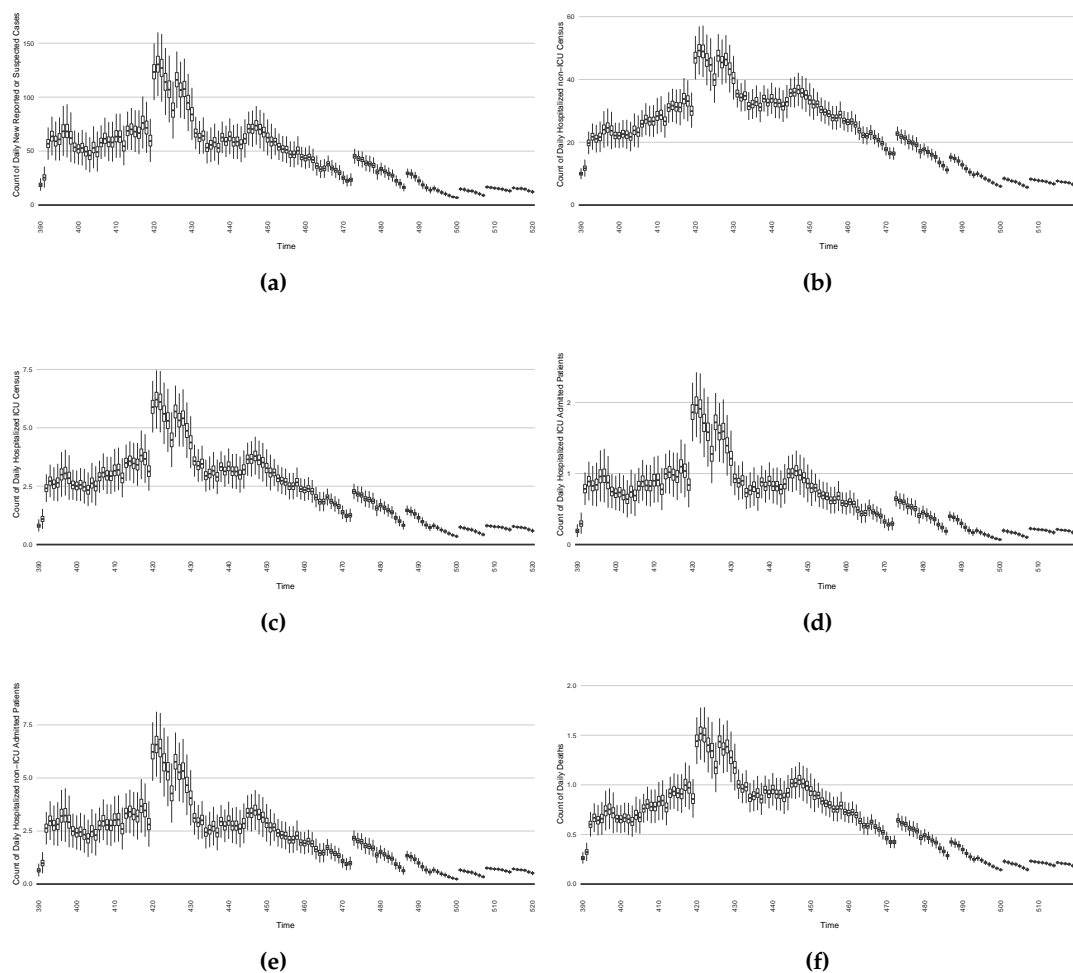 Count of Daily New Reported or Suspected Cases
150
100
50
0
390 400 410 420 430 440 450 460 470 480 490 500 510 520
Time
(a)
Count of Daily Hospitalized non−ICU Census
60
40
20
0
390 400 410 420 430 440 450 460 470 480 490 500 510
Time
(b)
Count of Daily Hospitalized ICU Census
7.5
5.0
2.5
0.0
390 400 410 420 430 440 450 460 470 480 490 500 510 520
Time
(c)
Count of Daily Hospitalized ICU Admitted Patients
2
1
0
390 400 410 420 430 440 450 460 470 480 490 500 510
Time
(d)
Count of Daily Hospitalized non−ICU Admitted Patients
7.5
5.0
2.5
0.0
390 400 410 420 430 440 450 460 470 480 490 500 510 520
Time
(e)
Count of Daily Deaths
2.0
1.5
1.0
0.5
0.0
390 400 410 420 430 440 450 460 470 480 490 500 510
Time
(f)